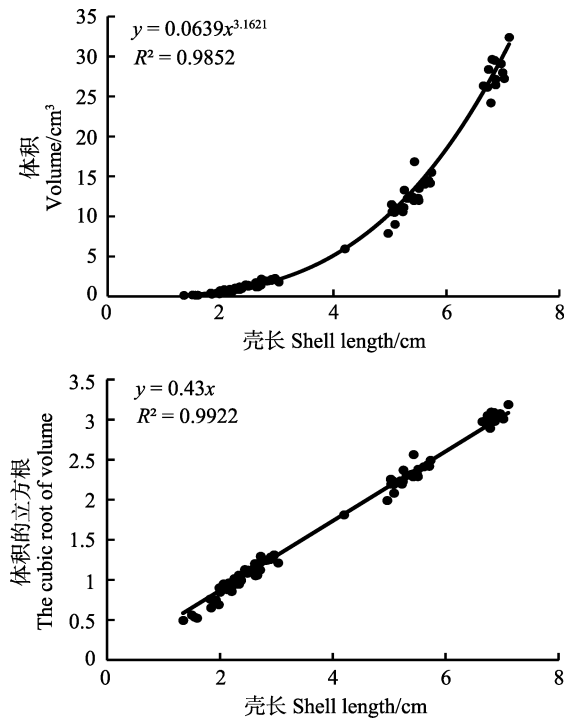 y = 0.0639x^3.1621
R² = 0.9852
35
30
25
20
15
10
5
0
体积
Volume/cm³
0 2 4 6 8
壳长 Shell length/cm
y = 0.43x
R² = 0.9922
3.5
3
2.5
2
1.5
1
0.5
0
体积的立方根
The cubic root of volume
0 2 4 6 8
壳长 Shell length/cm